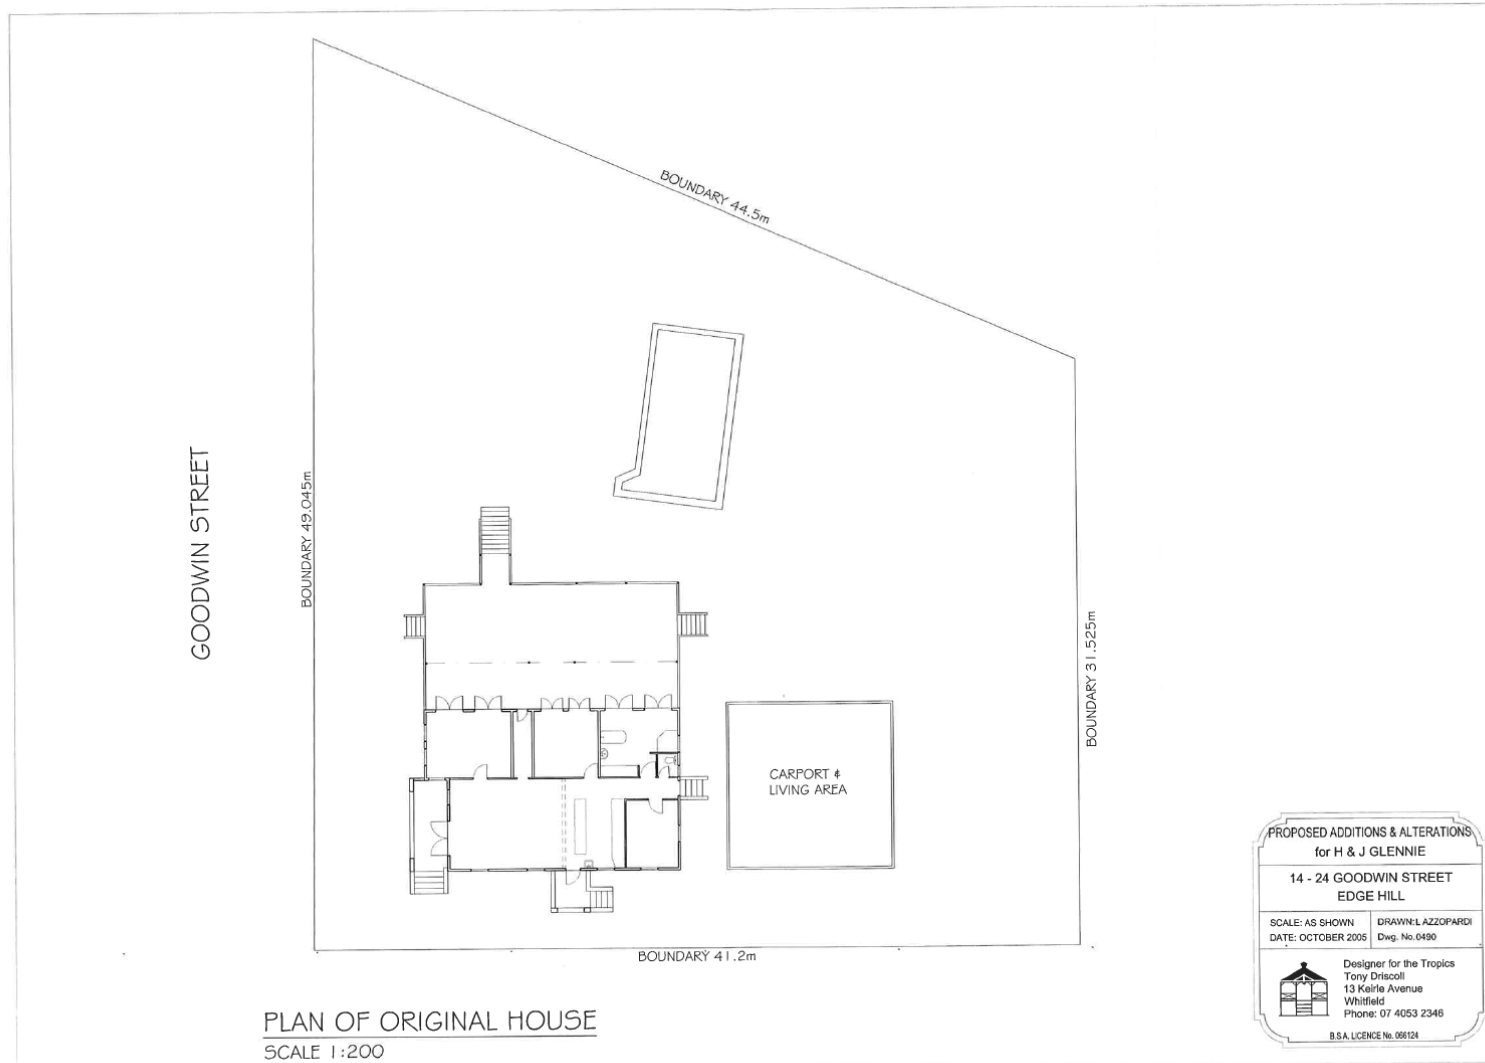 BOUNDARY 44.5m
GOODWIN STREET
BOUNDARY 49.045m
BOUNDARY 31.525m
CARPORT &
LIVING AREA
BOUNDARY 41.2m
PLAN OF ORIGINAL HOUSE
SCALE 1:200
PROPOSED ADDITIONS & ALTERATIONS
for H & J GLENNIE
14 - 24 GOODWIN STREET
EDGE HILL
SCALE: AS SHOWN
DATE: OCTOBER 2005
DRAWN:L AZZOPARDI
Dwg. No.0490
Designer for the Tropics
Tony Driscoll
13 Keirle Avenue
Whitfield
Phone: 07 4053 2346
B.S.A. LICENCE No. 066124